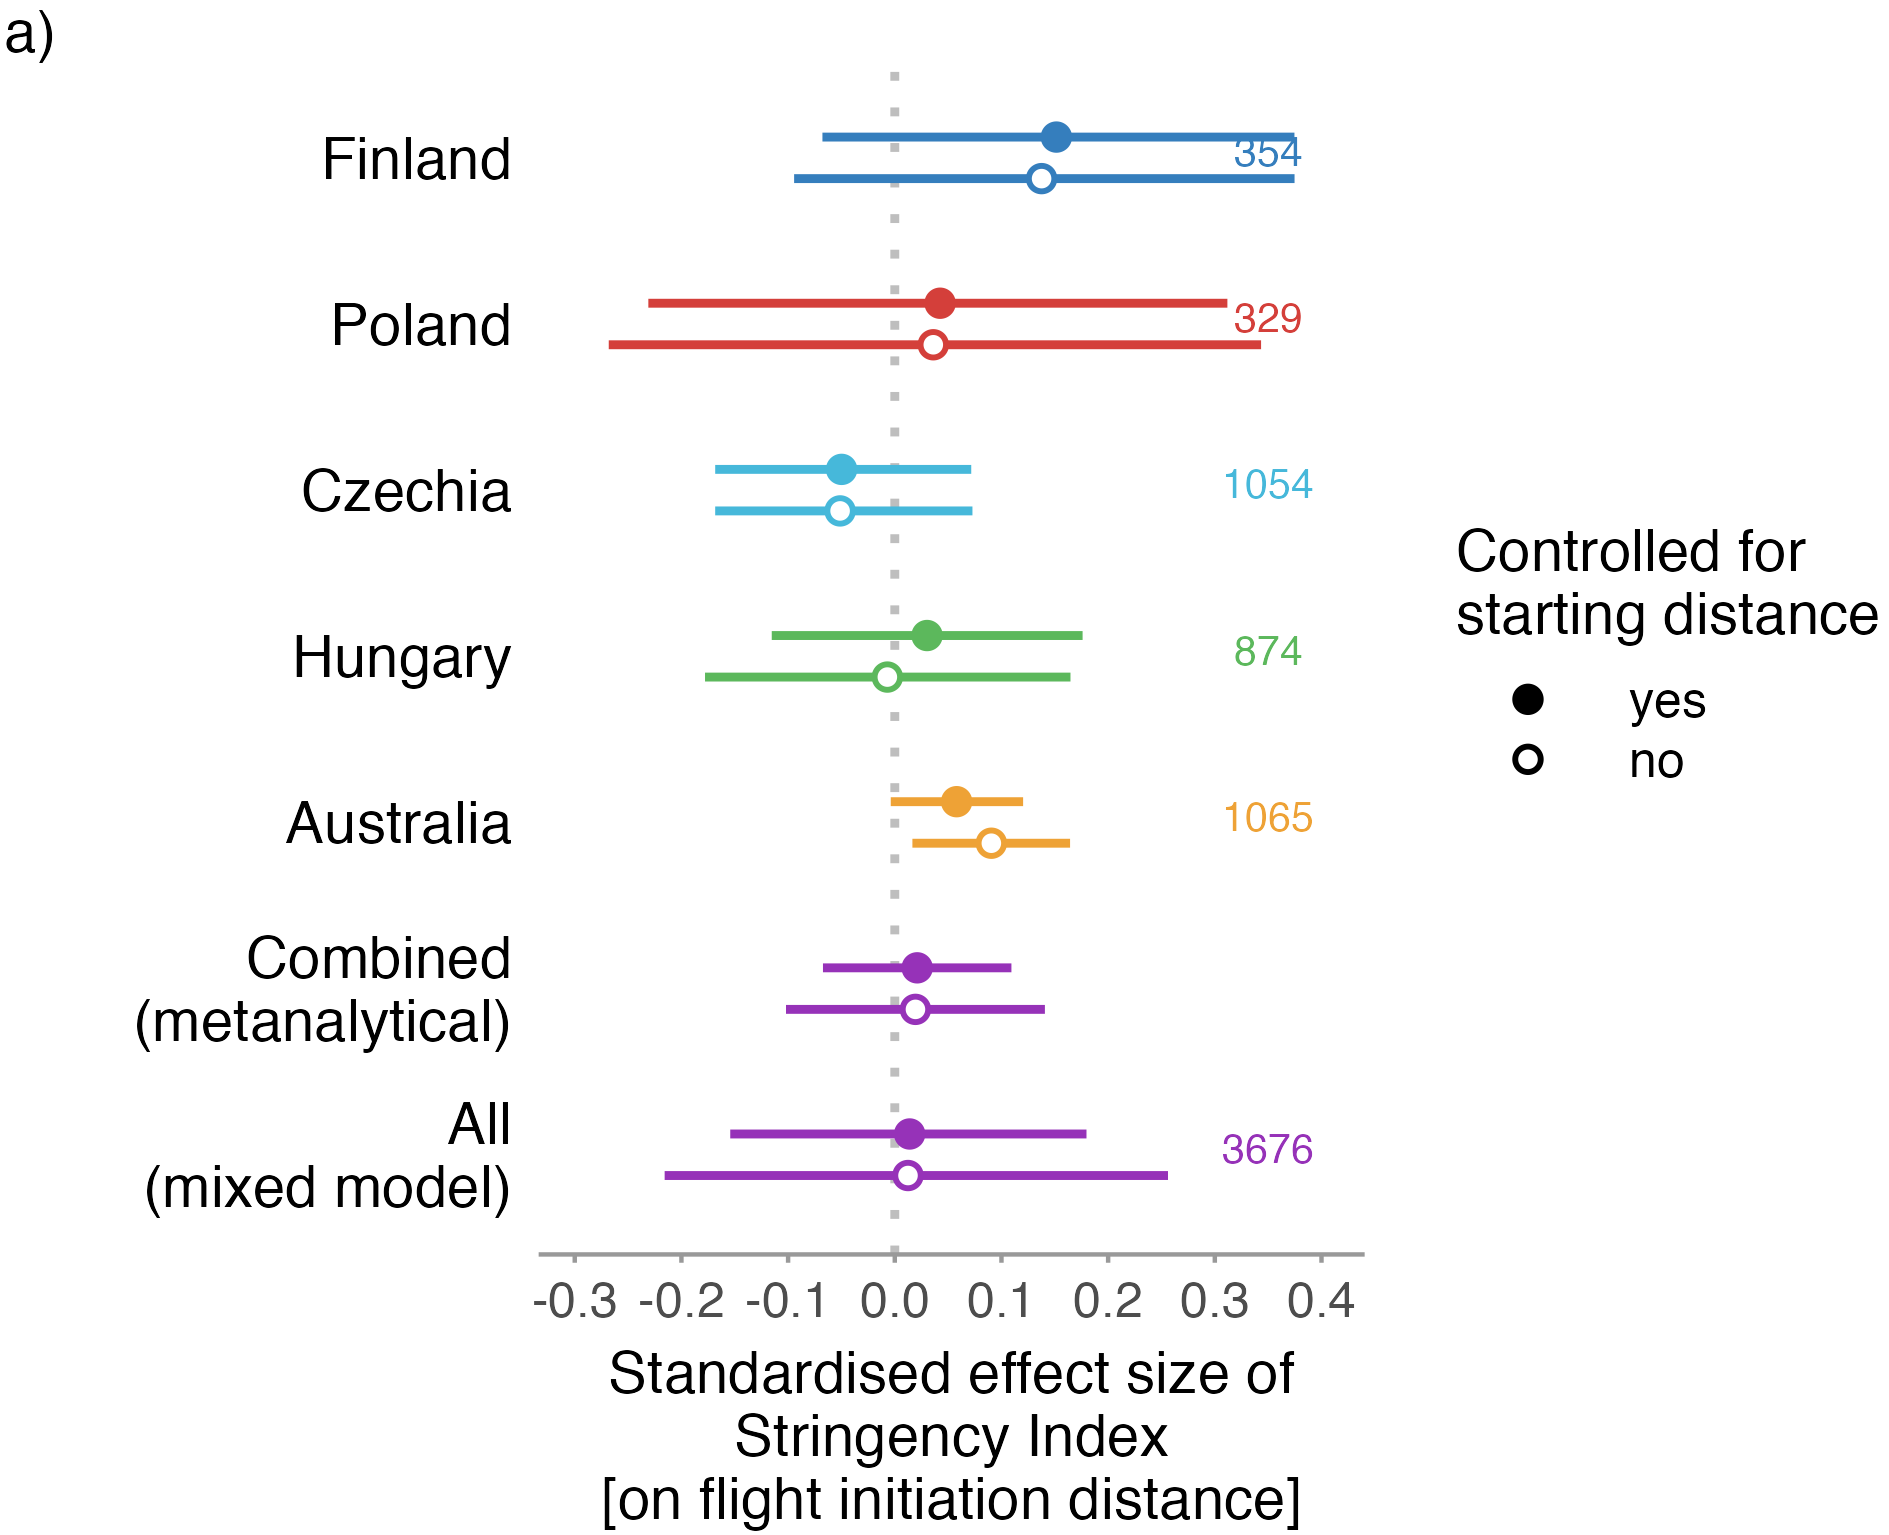 a)
Finland
354
Poland
329
Czechia
1054
Hungary
874
Australia
1065
Combined
(metanalytical)
All
(mixed model)
3676
Controlled for
starting distance
yes
no
-0.3 -0.2 -0.1 0.0 0.1 0.2 0.3 0.4
Standardised effect size of
Stringency Index
[on flight initiation distance]